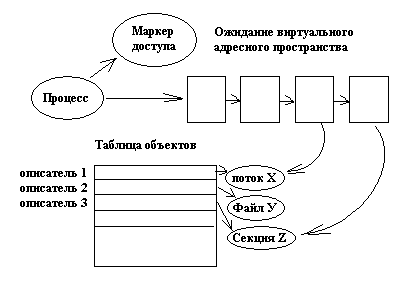 Маркер
доступа
Ожидание виртуального
адресного пространства
Процесс
Таблица объектов
описатель 1
описатель 2
описатель 3
поток X
Файл У
Секция Z